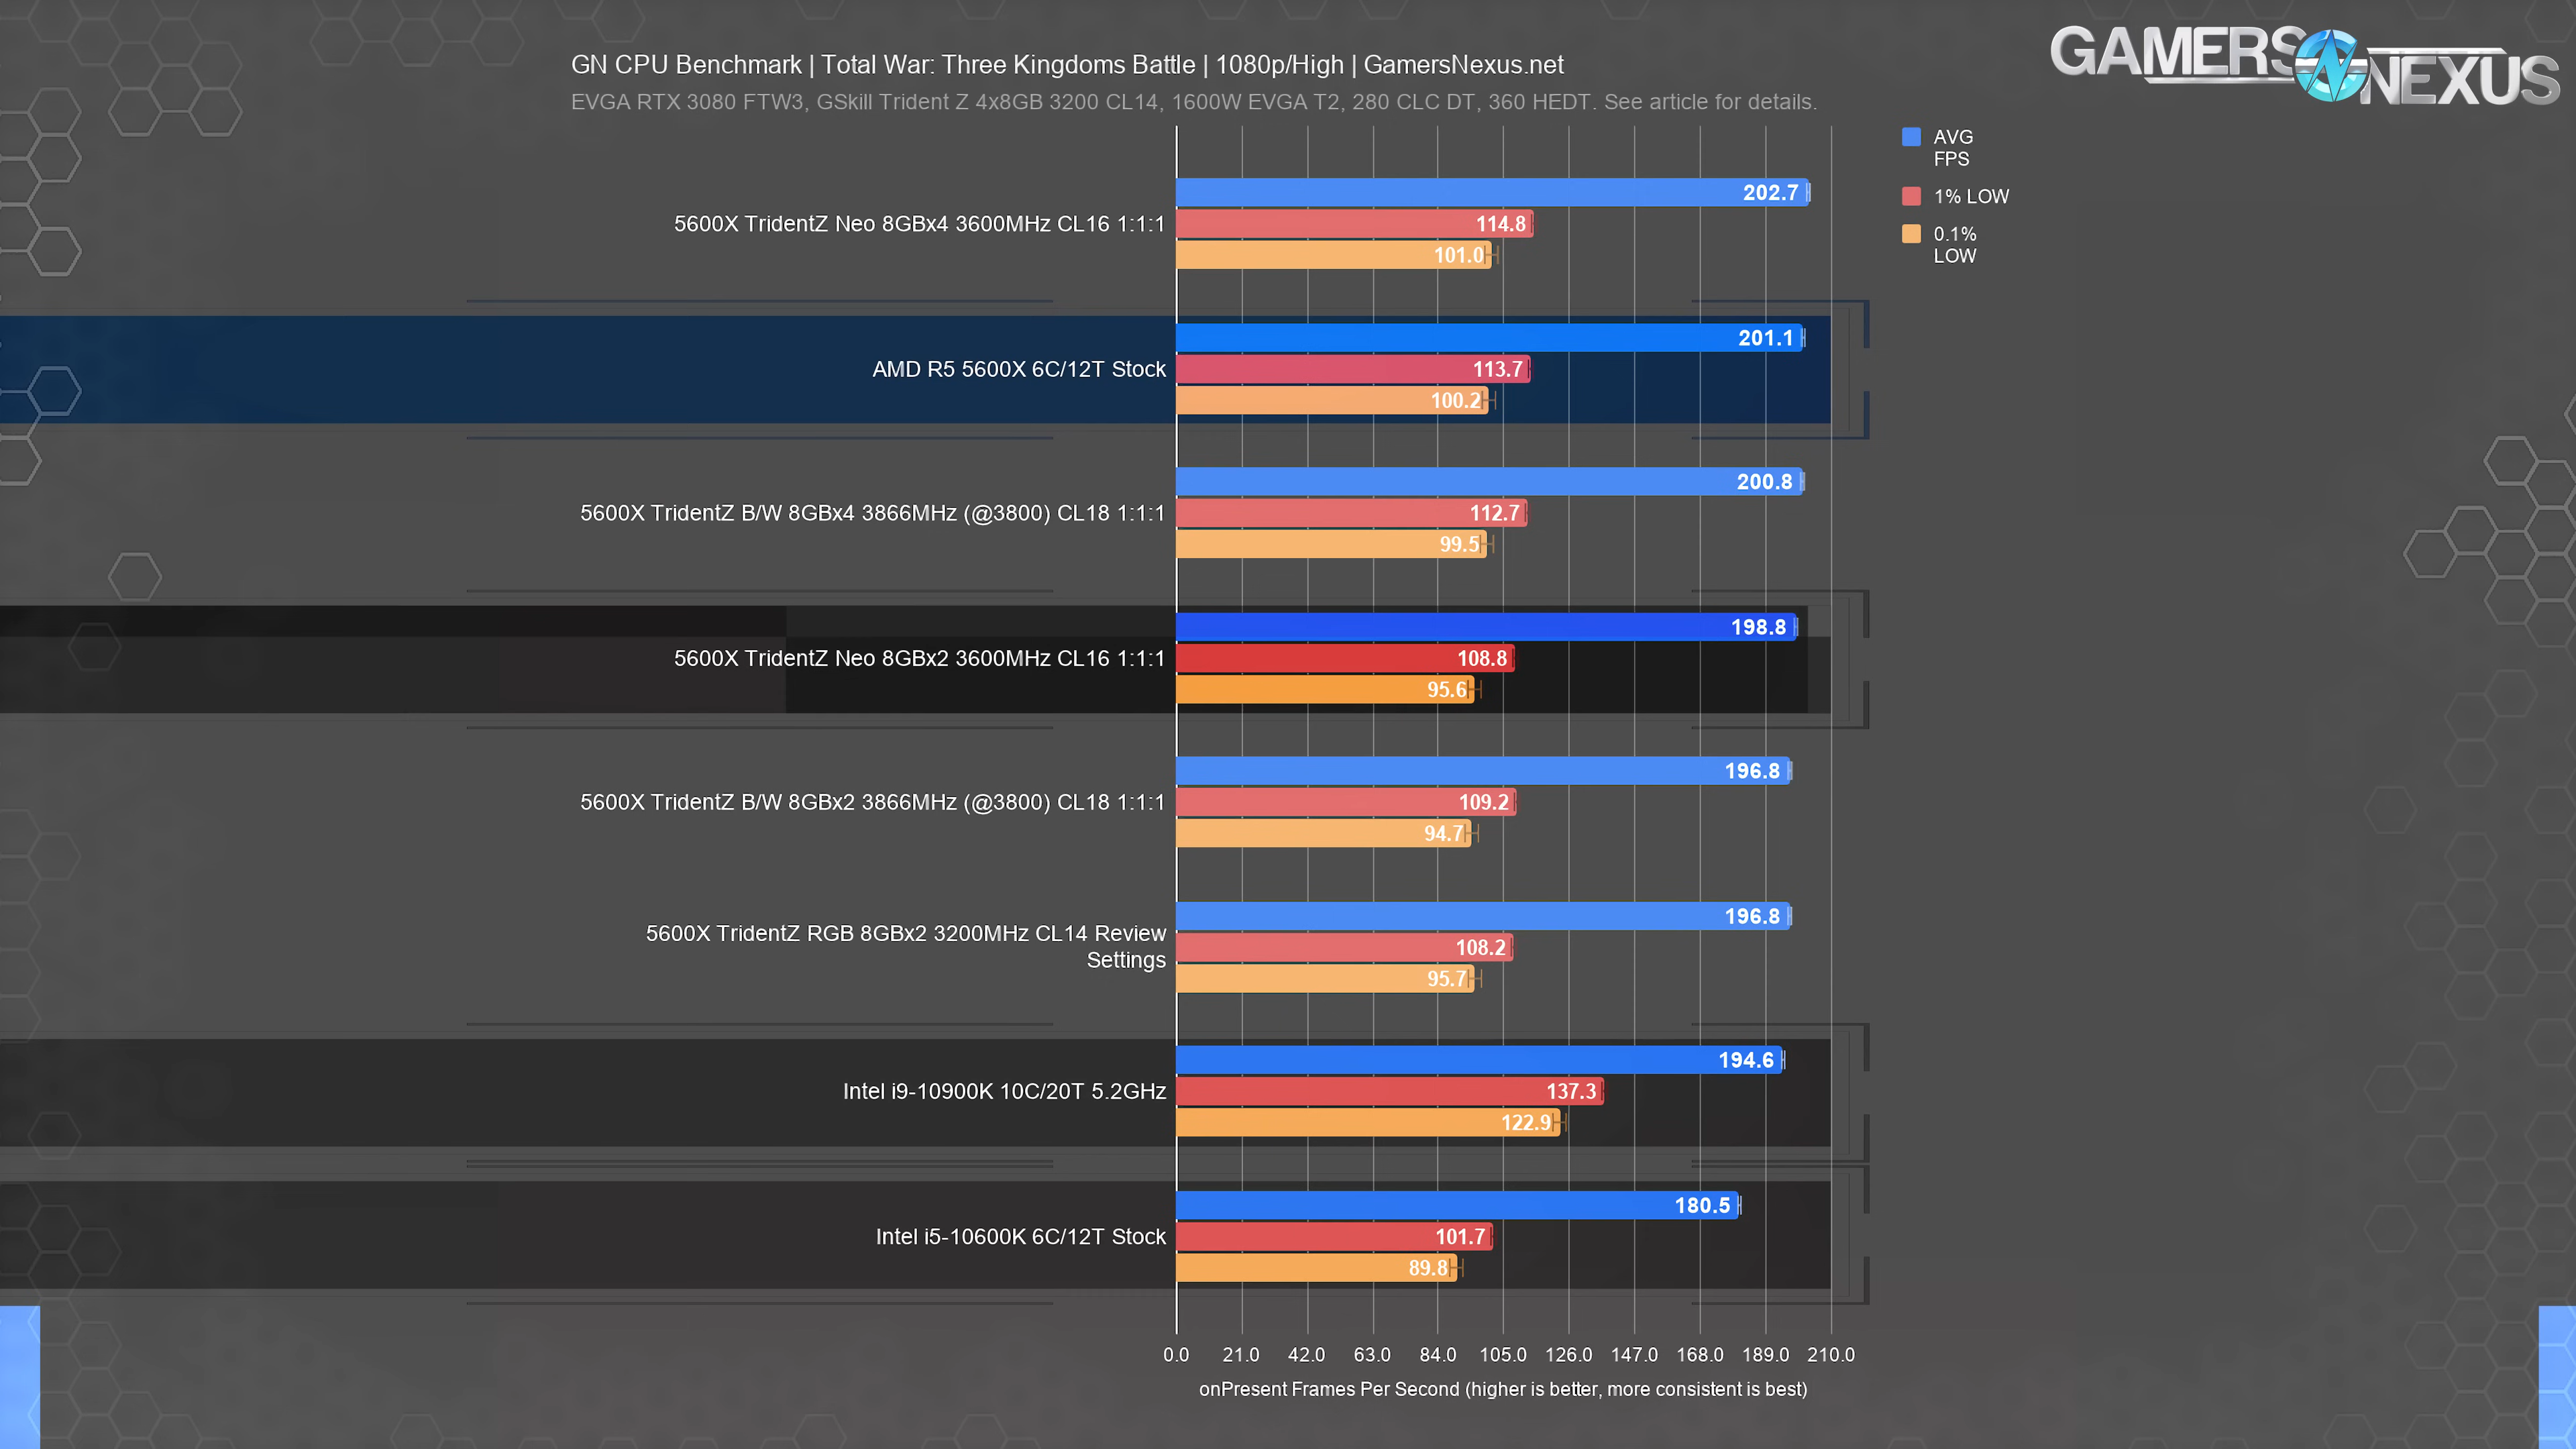 GAMERS NEXUS
GN CPU Benchmark | Total War: Three Kingdoms Battle | 1080p/High | GamersNexus.net
EVGA RTX 3080 FTW3, GSkill Trident Z 4x8GB 3200 CL14, 1600W EVGA T2, 280 CLC DT, 360 HEDT. See article for details.
AVG
FPS
1% LOW
0.1%
LOW
5600X TridentZ Neo 8GBx4 3600MHz CL16 1:1:1
202.7
114.8
101.0
AMD R5 5600X 6C/12T Stock
201.1
113.7
100.2
5600X TridentZ B/W 8GBx4 3866MHz (@3800) CL18 1:1:1
200.8
112.7
99.5
5600X TridentZ Neo 8GBx2 3600MHz CL16 1:1:1
198.8
108.8
95.6
5600X TridentZ B/W 8GBx2 3866MHz (@3800) CL18 1:1:1
196.8
109.2
94.7
5600X TridentZ RGB 8GBx2 3200MHz CL14 Review
Settings
196.8
108.2
95.7
Intel i9-10900K 10C/20T 5.2GHz
194.6
137.3
122.9
Intel i5-10600K 6C/12T Stock
180.5
101.7
89.8
0.0 21.0 42.0 63.0 84.0 105.0 126.0 147.0 168.0 189.0 210.0
onPresent Frames Per Second (higher is better, more consistent is best)